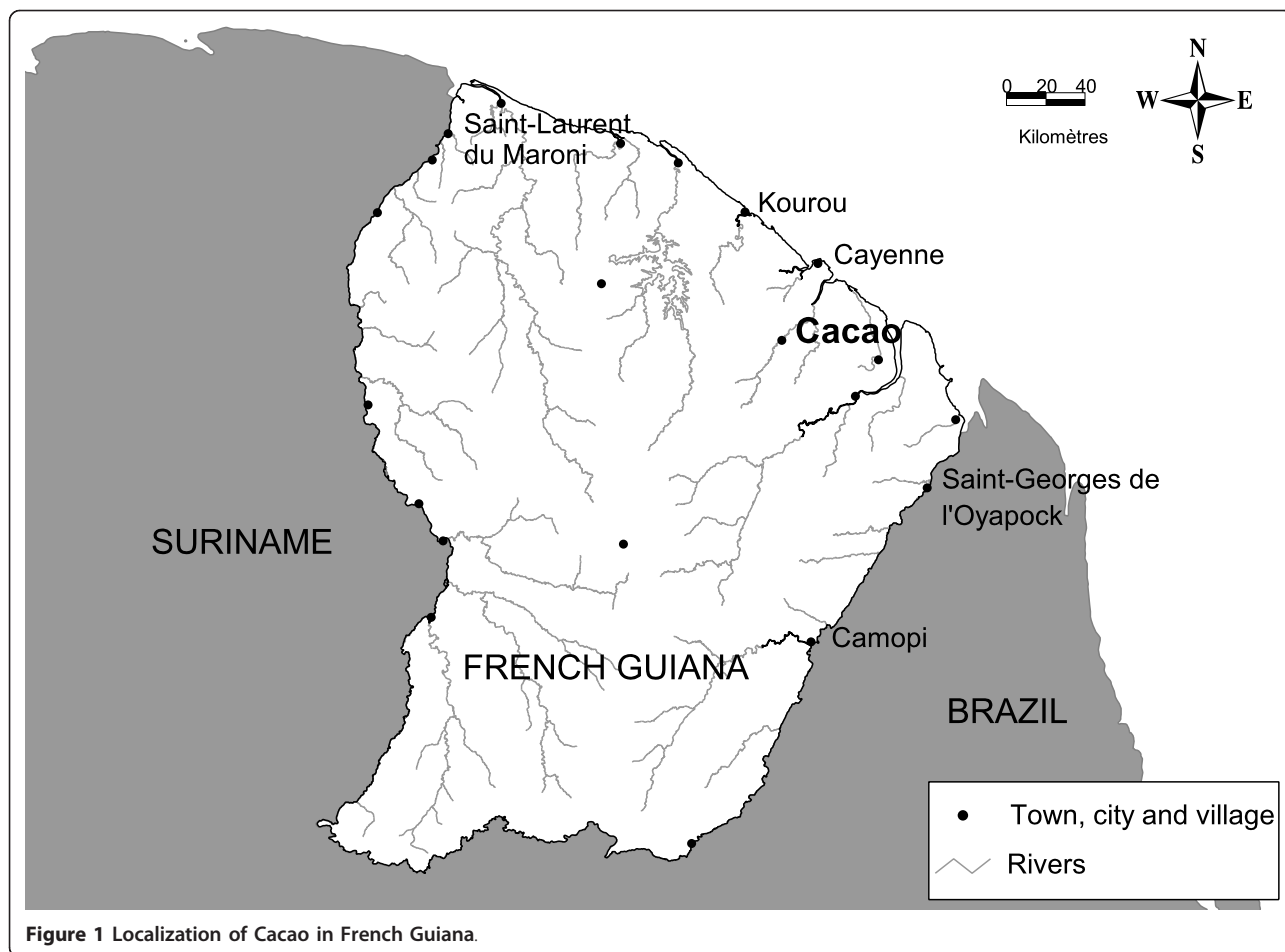 N
0 20 40
W E
Kilomètres
S
Saint-Laurent
du Maroni
Kourou
Cayenne
Cacao
Saint-Georges de
l'Oyapock
SURINAME
Camopi
FRENCH GUIANA
BRAZIL
Town, city and village
Rivers
Figure 1 Localization of Cacao in French Guiana.